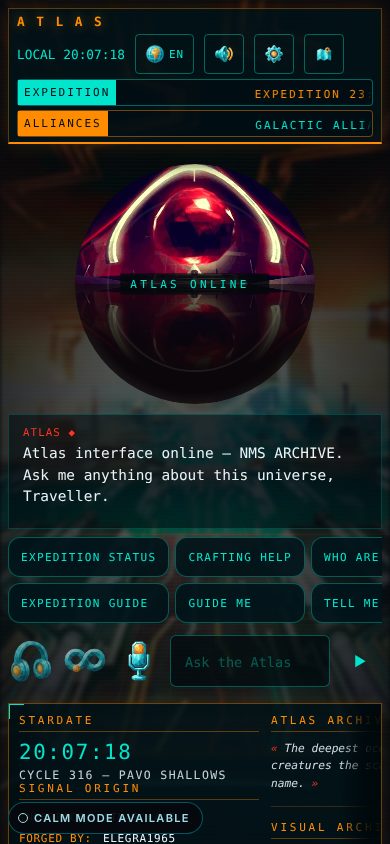 ATLAS
LOCAL 20:07:18
EN
EXPEDITION
EXPEDITION 23
ALLIANCES
GALACTIC ALLI
ATLAS ONLINE
ATLAS ◆
Atlas interface online — NMS ARCHIVE.
Ask me anything about this universe,
Traveller.
EXPEDITION STATUS
CRAFTING HELP
WHO ARE
EXPEDITION GUIDE
GUIDE ME
TELL ME
Ask the Atlas
STARDATE
20:07:18
CYCLE 316 — PAVO SHALLOWS
SIGNAL ORIGIN
CALM MODE AVAILABLE
FORGED BY: ELEGRA1965
ATLAS ARCHIV
« The deepest oc
creatures the sc
name. »
VISUAL ARCH